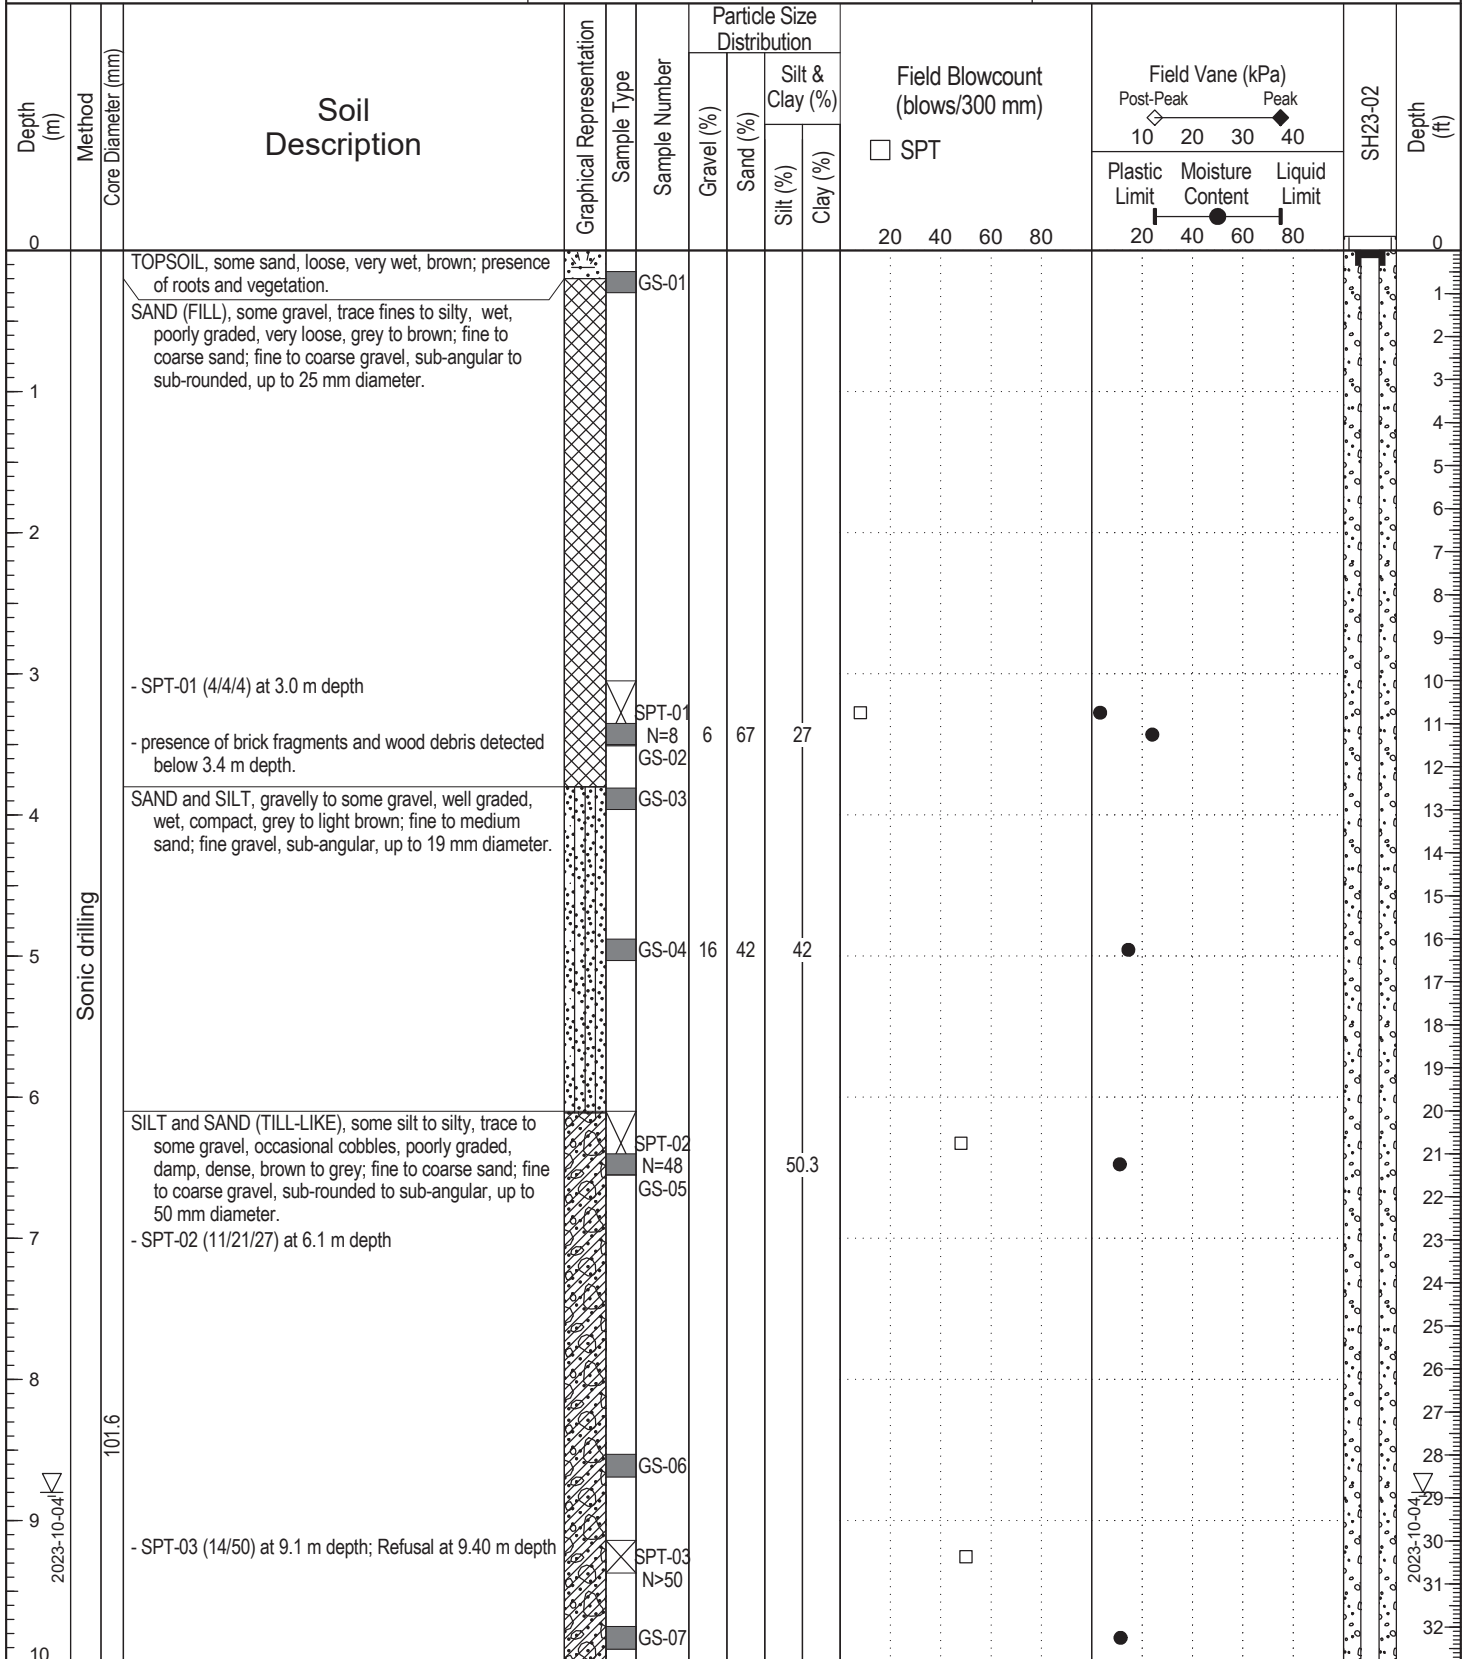 Depth
(m)
Method
Core Diameter (mm)
Soil
Description
Graphical Representation
Sample Type
Sample Number
Particle Size
Distribution
Gravel (%)
Sand (%)
Silt &
Clay (%)
Silt (%)
Clay (%)
Field Blowcount
(blows/300 mm)
SPT
20 40 60 80
Field Vane (kPa)
Post-Peak Peak
10 20 30 40
Plastic Moisture Liquid
Limit Content Limit
20 40 60 80
SH23-02
Depth
(ft)
0
0
TOPSOIL, some sand, loose, very wet, brown; presence
of roots and vegetation.
GS-01
1
SAND (FILL), some gravel, trace fines to silty, wet,
poorly graded, very loose, grey to brown; fine to
coarse sand; fine to coarse gravel, sub-angular to
sub-rounded, up to 25 mm diameter.
2
3
1
4
5
6
2
7
8
9
3
10
- SPT-01 (4/4/4) at 3.0 m depth
SPT-01
N=8 6 67 27
GS-02
11
- presence of brick fragments and wood debris detected
below 3.4 m depth.
12
SAND and SILT, gravelly to some gravel, well graded,
wet, compact, grey to light brown; fine to medium
sand; fine gravel, sub-angular, up to 19 mm diameter.
GS-03
13
4
14
15
Sonic drilling
GS-04 16 42 42
16
5
17
18
19
6
20
SILT and SAND (TILL-LIKE), some silt to silty, trace to
some gravel, occasional cobbles, poorly graded,
damp, dense, brown to grey; fine to coarse sand; fine
to coarse gravel, sub-rounded to sub-angular, up to
50 mm diameter.
SPT-02
N=48 50.3
GS-05
21
22
- SPT-02 (11/21/27) at 6.1 m depth
7
23
24
25
26
8
27
101.6
28
GS-06
29
2023-10-04
2023-10-04
9
30
- SPT-03 (14/50) at 9.1 m depth; Refusal at 9.40 m depth
SPT-03
N>50
31
GS-07
32
10